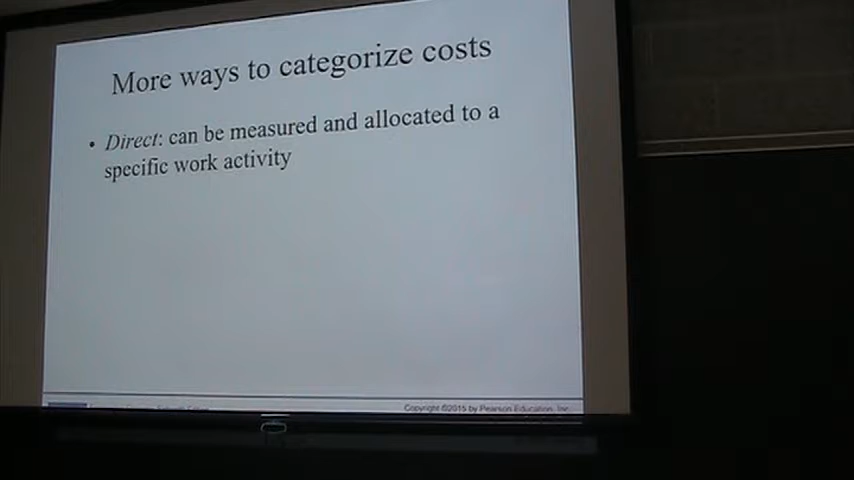 More ways to categorize costs
• Direct: can be measured and allocated to a
specific work activity
Copyright ©2015 by Pearson Education, Inc.